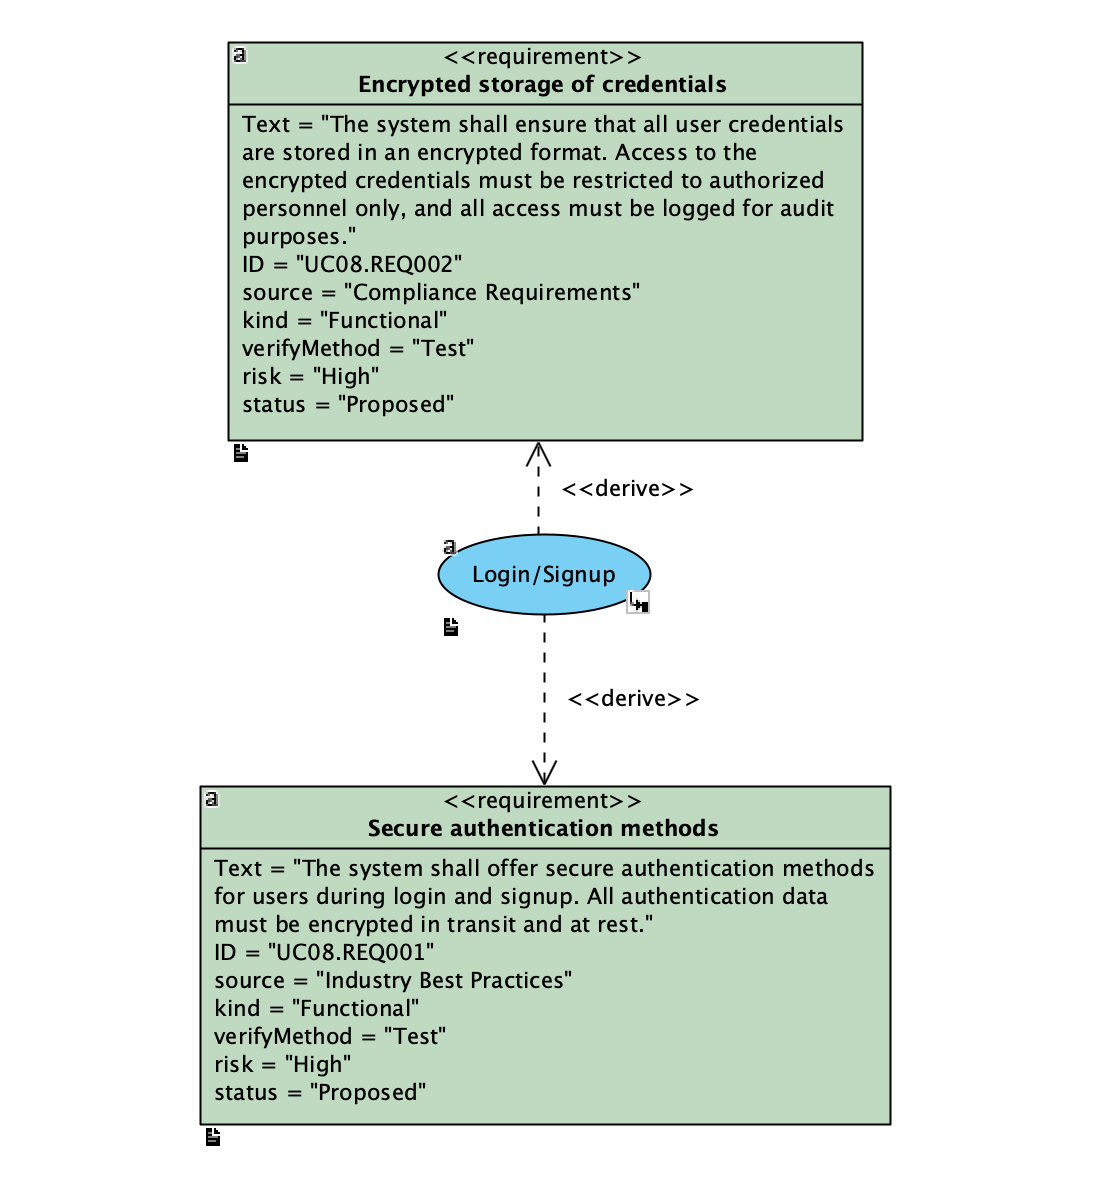 a
<<requirement>>
Encrypted storage of credentials
Text = "The system shall ensure that all user credentials
are stored in an encrypted format. Access to the
encrypted credentials must be restricted to authorized
personnel only, and all access must be logged for audit
purposes."
ID = "UC08.REQ002"
source = "Compliance Requirements"
kind = "Functional"
verifyMethod = "Test"
risk = "High"
status = "Proposed"
<<derive>>
a
Login/Signup
<<derive>>
a
<<requirement>>
Secure authentication methods
Text = "The system shall offer secure authentication methods
for users during login and signup. All authentication data
must be encrypted in transit and at rest."
ID = "UC08.REQ001"
source = "Industry Best Practices"
kind = "Functional"
verifyMethod = "Test"
risk = "High"
status = "Proposed"